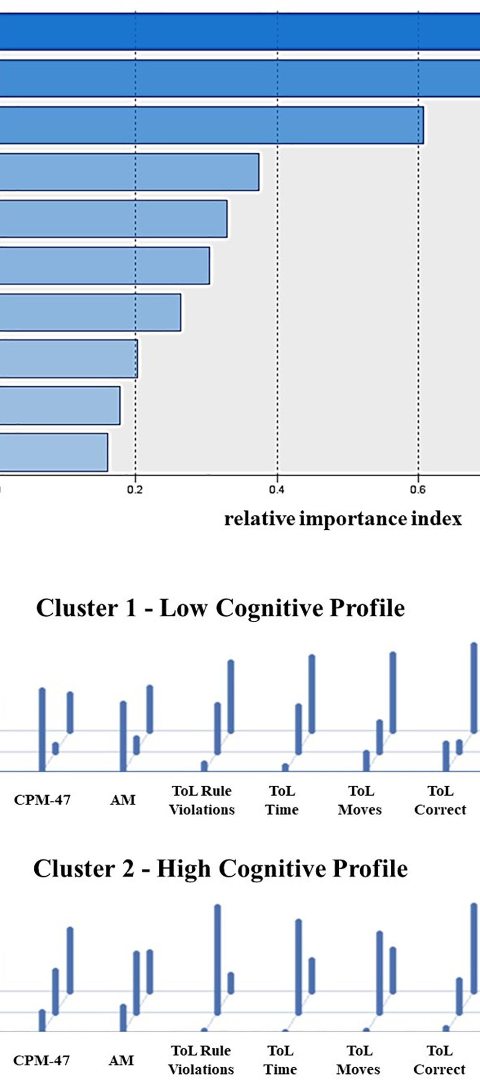 0.2 0.4 0.6
relative importance index
Cluster 1 - Low Cognitive Profile
CPM-47 AM ToL Rule Violations ToL Time ToL Moves ToL Correct
Cluster 2 - High Cognitive Profile
CPM-47 AM ToL Rule Violations ToL Time ToL Moves ToL Correct